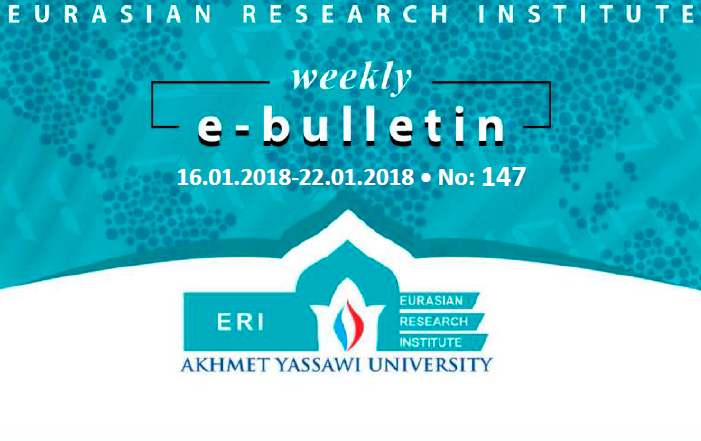 EURASIAN RESEARCH INSTITUTE
weekly
e-bulletin
16.01.2018-22.01.2018 • No: 147
ERI
EURASIAN
RESEARCH
INSTITUTE
AKHMET YASSAWI UNIVERSITY